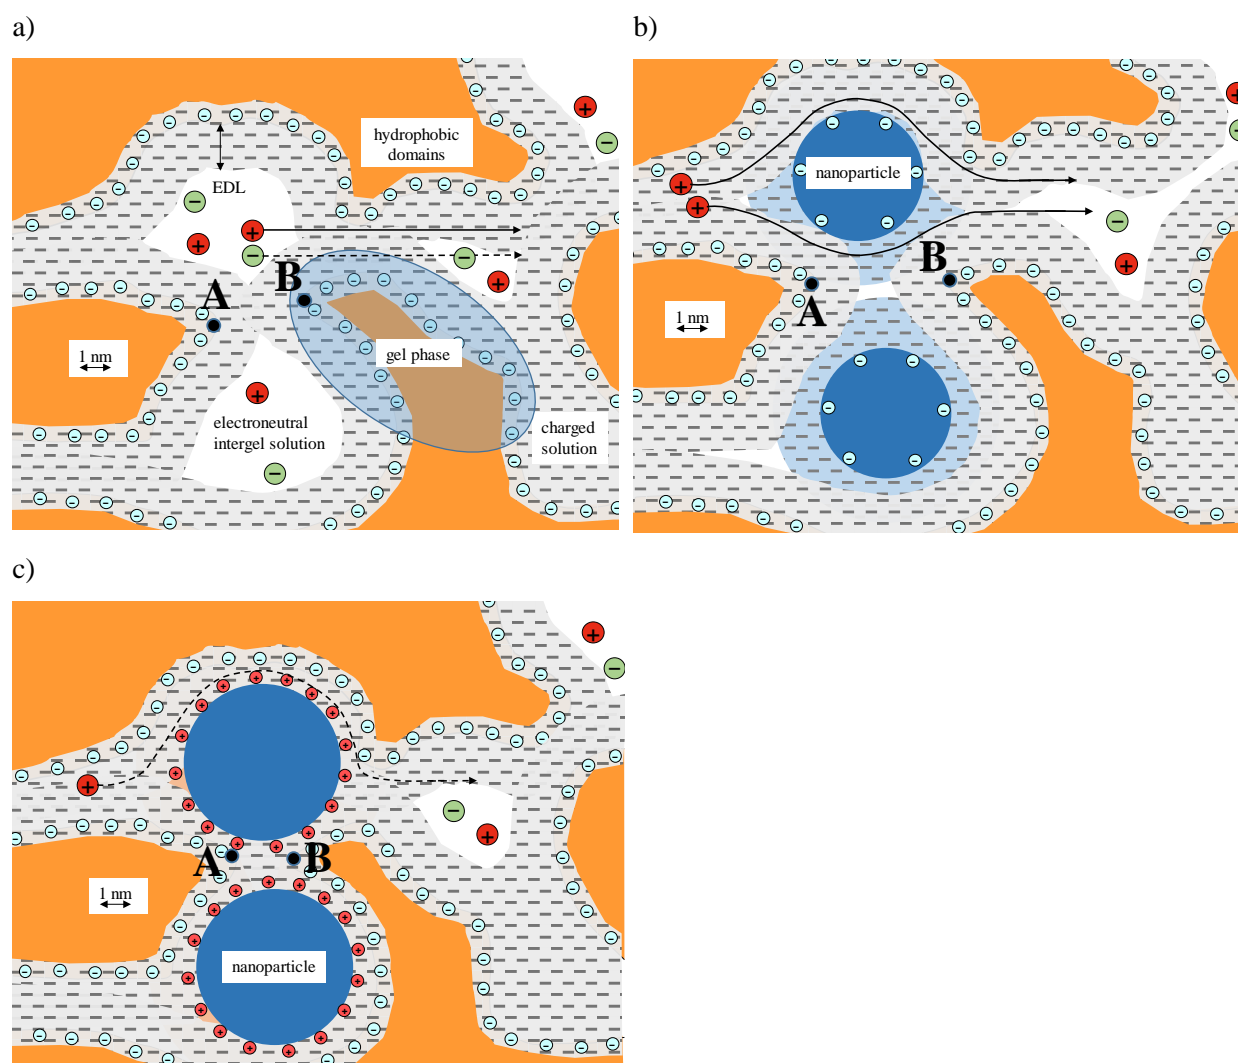 a)
hydrophobic
domains
EDL
A
B
1 nm
gel phase
electroneutral
intergel solution
charged
solution
b)
nanoparticle
B
A
1 nm
c)
A
B
1 nm
nanoparticle